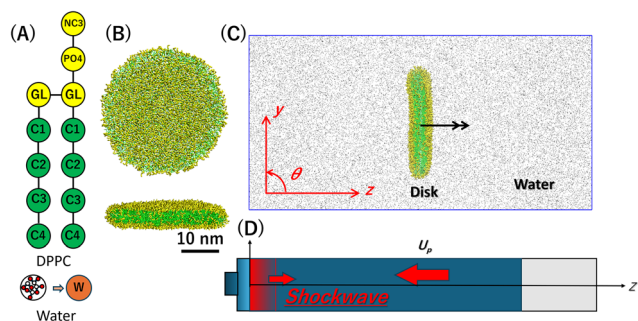 (A)
NC3
PO4
GL GL
C1 C1
C2 C2
C3 C3
C4 C4
DPPC
W
Water
(B)
10 nm
(C)
y
θ
z
Disk
Water
(D)
U_p
Shockwave
z